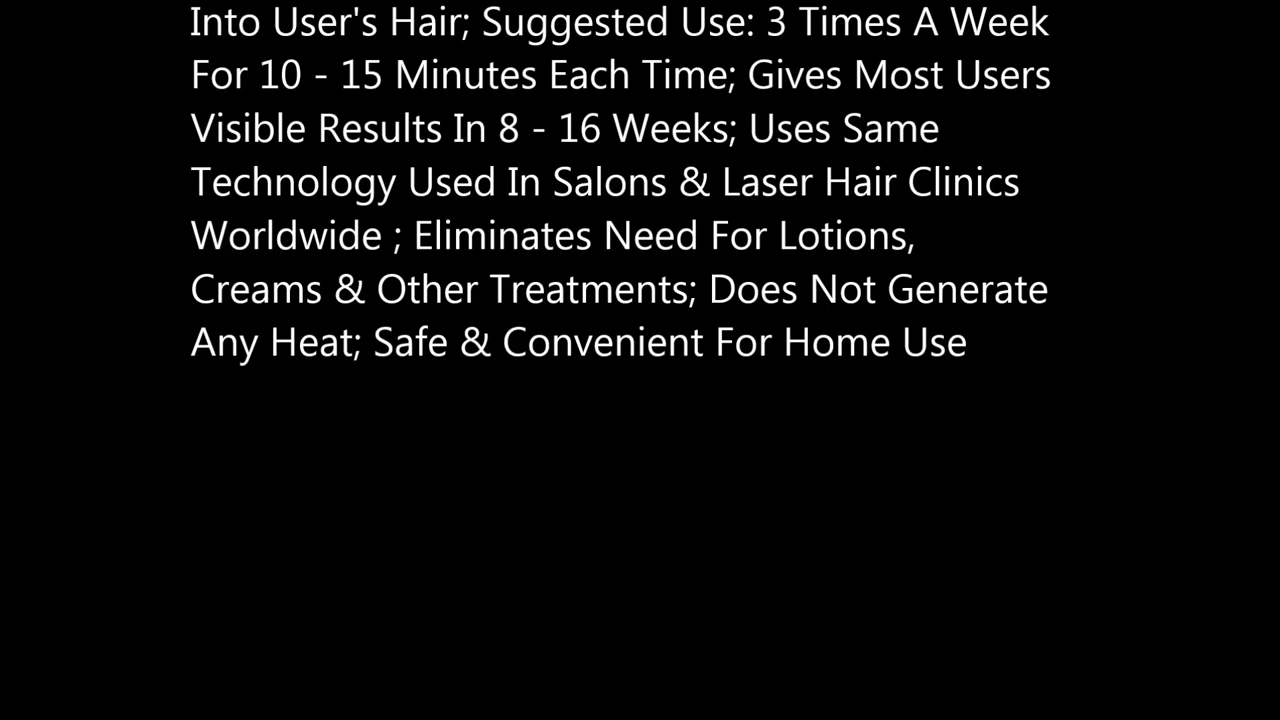 Into User's Hair; Suggested Use: 3 Times A Week
For 10 - 15 Minutes Each Time; Gives Most Users
Visible Results In 8 - 16 Weeks; Uses Same
Technology Used In Salons & Laser Hair Clinics
Worldwide ; Eliminates Need For Lotions,
Creams & Other Treatments; Does Not Generate
Any Heat; Safe & Convenient For Home Use